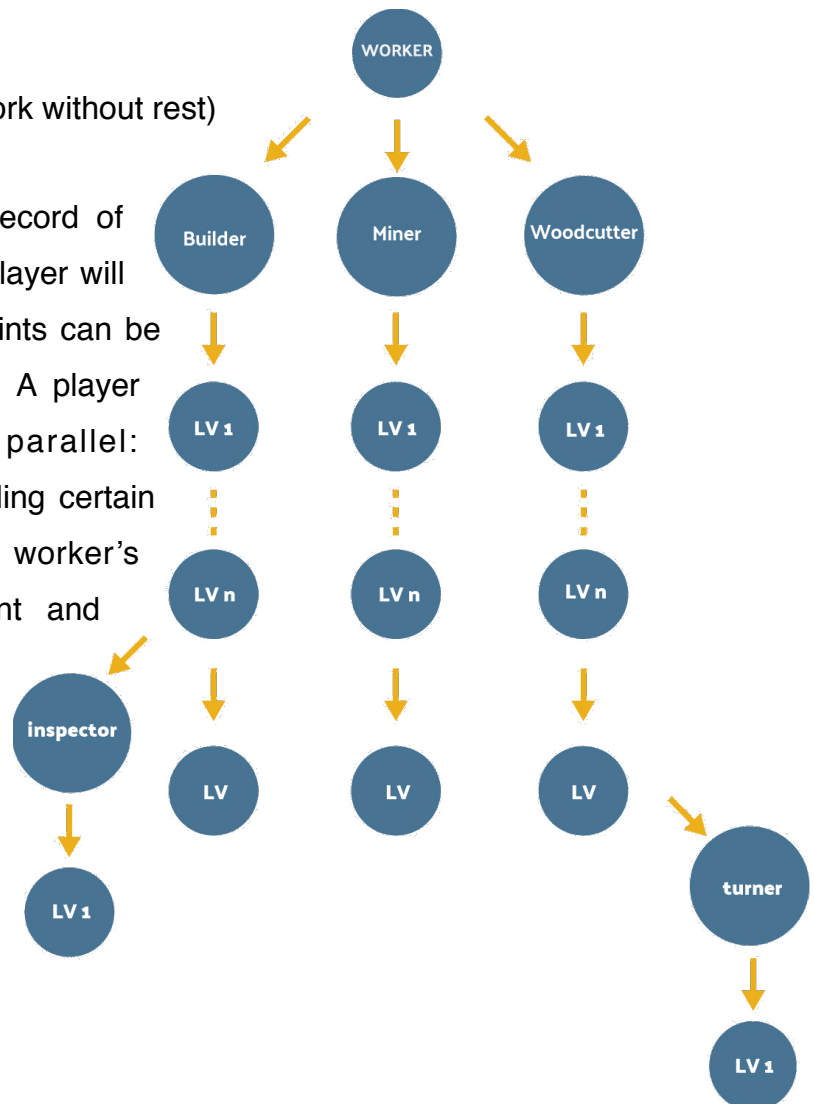 WORKER
ork without rest)
ecord of
layer will
ints can be
A player
parallel:
ling certain
worker’s
nt and
Builder
Miner
Woodcutter
LV 1
LV 1
LV 1
LV n
LV n
LV n
inspector
LV
LV
LV
turner
LV 1
LV 1